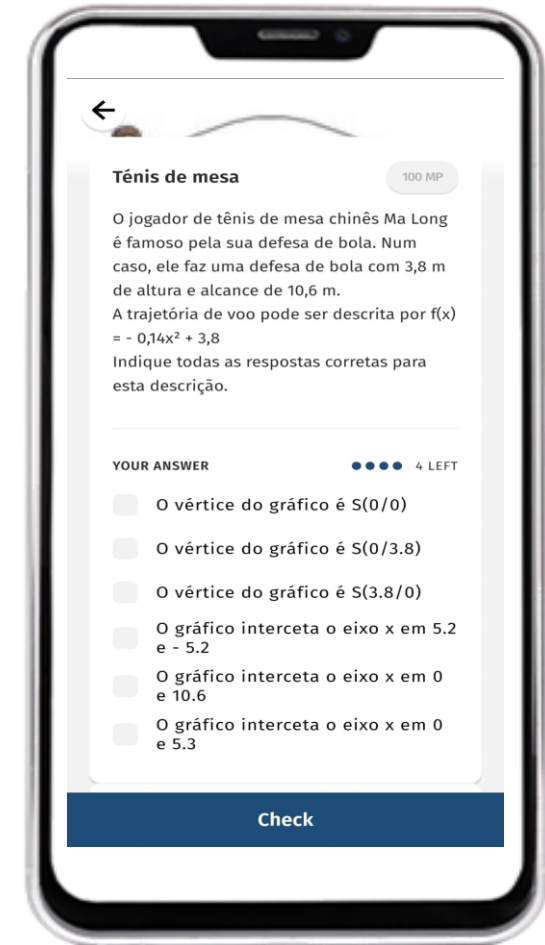 Ténis de mesa
100 MP
O jogador de tênis de mesa chinês Ma Long
é famoso pela sua defesa de bola. Num
caso, ele faz uma defesa de bola com 3,8 m
de altura e alcance de 10,6 m.
A trajetória de voo pode ser descrita por f(x)
= - 0,14x² + 3,8
Indique todas as respostas corretas para
esta descrição.
YOUR ANSWER
4 LEFT
O vértice do gráfico é S(0/0)
O vértice do gráfico é S(0/3.8)
O vértice do gráfico é S(3.8/0)
O gráfico interceta o eixo x em 5.2
e - 5.2
O gráfico interceta o eixo x em 0
e 10.6
O gráfico interceta o eixo x em 0
e 5.3
Check